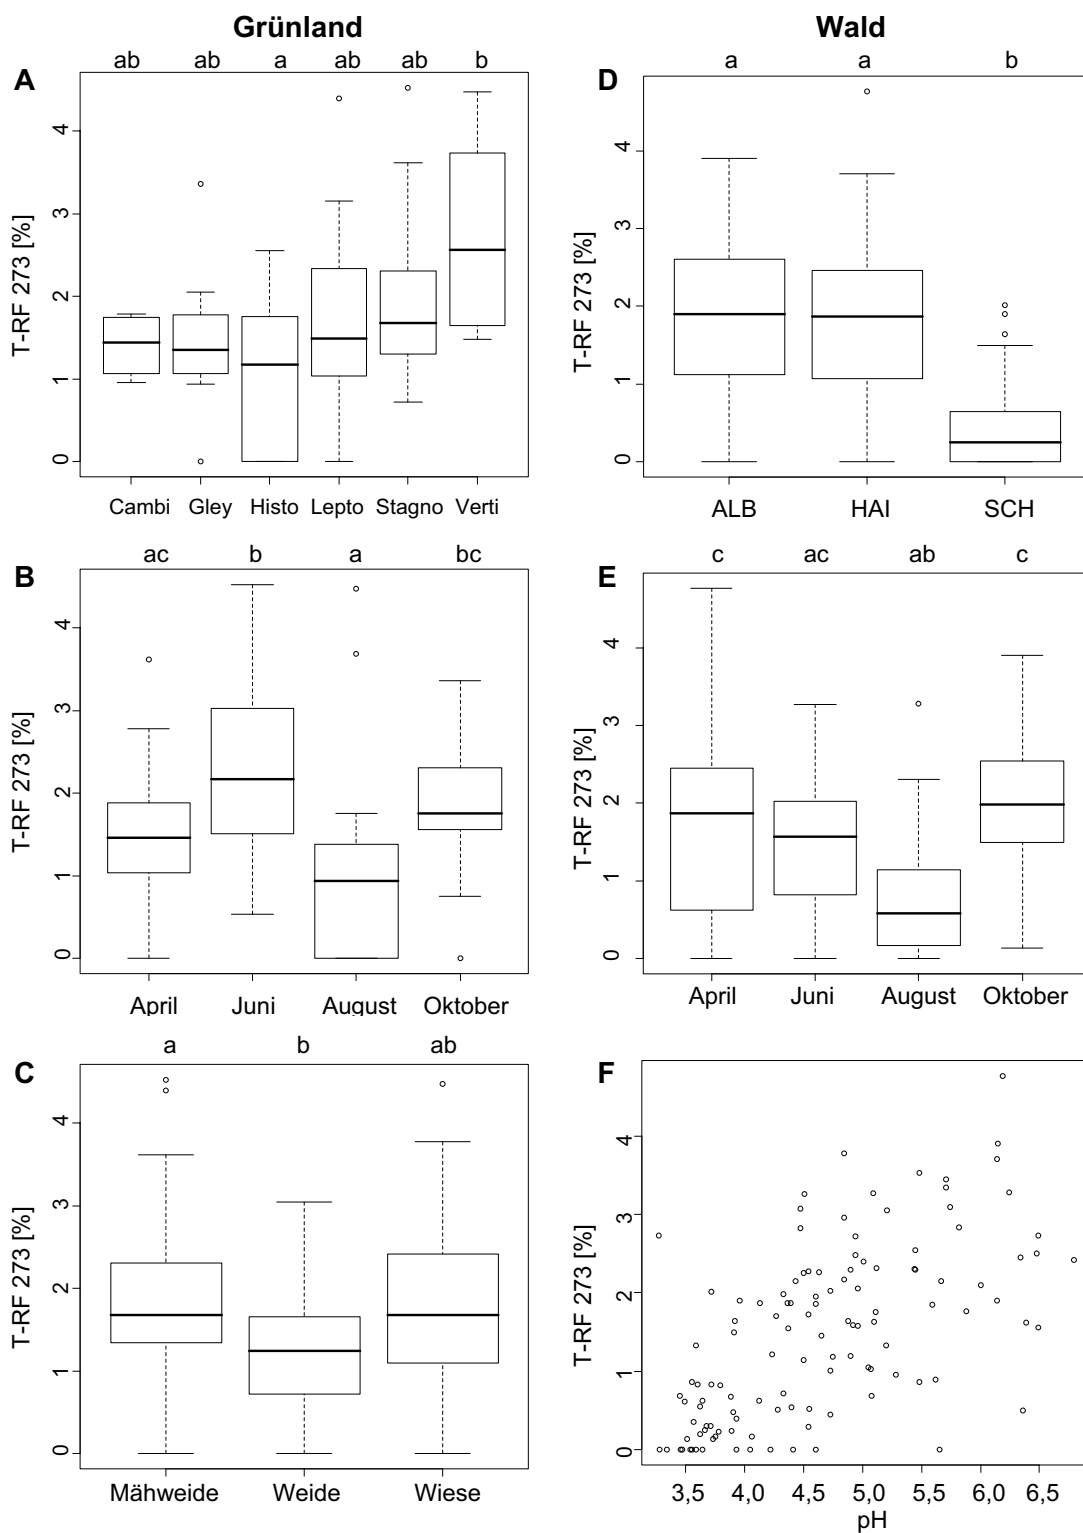 Grünland
Wald
A
ab ab a ab ab b
T-RF 273 [%]
0 1 2 3 4
Cambi Gley Histo Lepto Stagno Verti
D
a a b
T-RF 273 [%]
0 1 2 3 4
ALB HAI SCH
B
ac b a bc
T-RF 273 [%]
0 1 2 3 4
April Juni August Oktober
E
c ac ab c
T-RF 273 [%]
0 1 2 3 4
April Juni August Oktober
C
a b ab
T-RF 273 [%]
0 1 2 3 4
Mähweide Weide Wiese
F
T-RF 273 [%]
0 1 2 3 4
3,5 4,0 4,5 5,0 5,5 6,0 6,5
pH